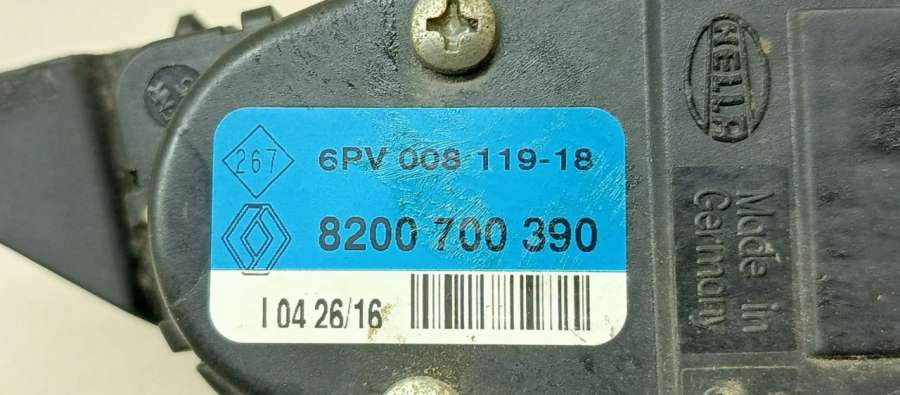 267
6PV 008 119-18
8200 700 390
I 04 26/16
HELLA
Made in
Germany